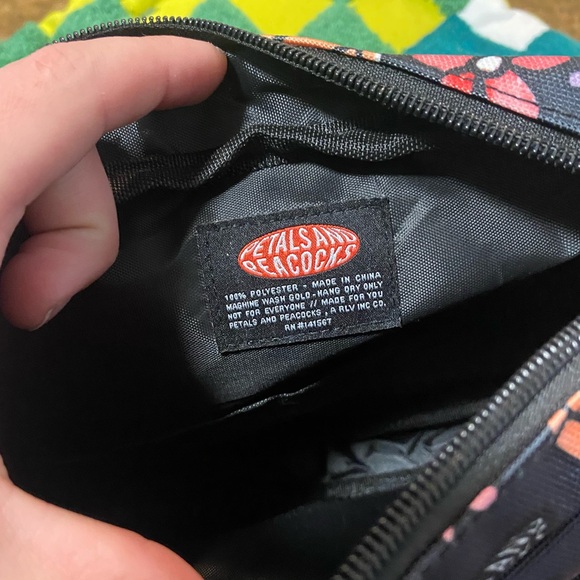 PETALS AND
PEACOCKS
100% POLYESTER - MADE IN CHINA
MACHINE WASH GOLD - HANG DRY ONLY
NOT FOR EVERYONE // MADE FOR YOU
PETALS AND PEACOCKS, A RLV INC CO.
RN #141567